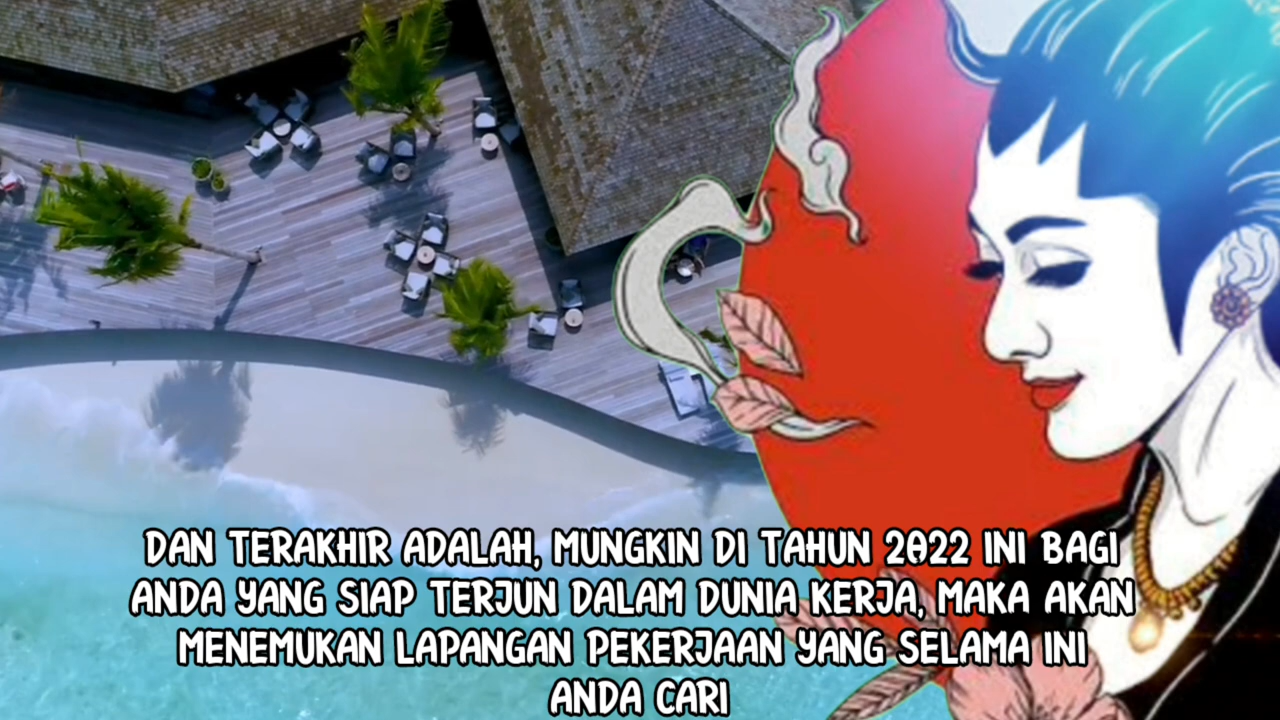 DAN TERAKHIR ADALAH, MUNGKIN DI TAHUN 2022 INI BAGI
ANDA YANG SIAP TERJUN DALAM DUNIA KERJA, MAKA AKAN
MENEMUKAN LAPANGAN PEKERJAAN YANG SELAMA INI
ANDA CARI